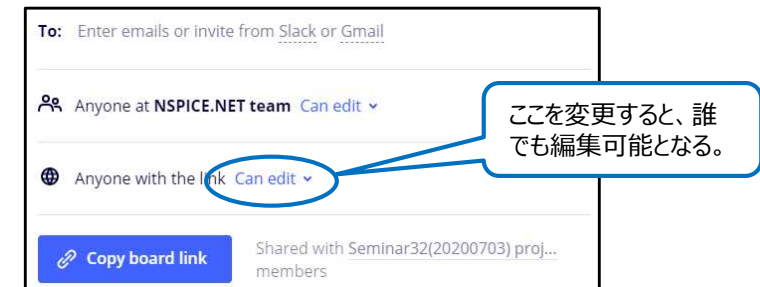 To: Enter emails or invite from Slack or Gmail
Anyone at NSPICE.NET team Can edit
ここを変更すると、誰
でも編集可能となる。
Anyone with the link Can edit
Copy board link
Shared with Seminar32(20200703) proj...
members